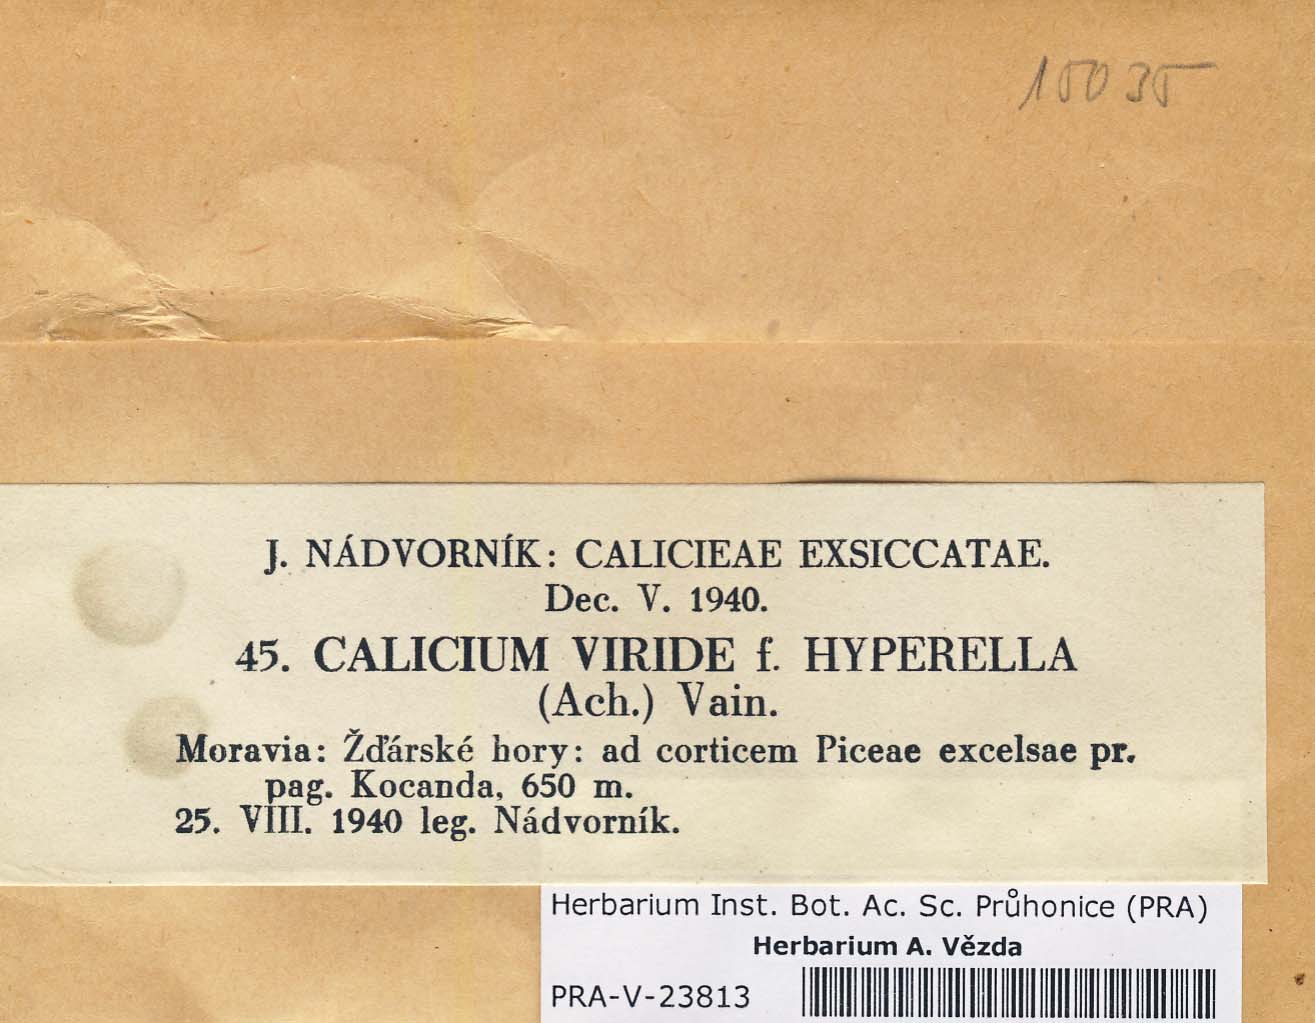 15035
J. NÁDVORNÍK: CALICIEAE EXSICCATAE.
Dec. V. 1940.
45. CALICIUM VIRIDE f. HYPERELLA
(Ach.) Vain.
Moravia: Žďárské hory: ad corticem Piceae excelsae pr.
pag. Kocanda, 650 m.
25. VIII. 1940 leg. Nádvorník.
Herbarium Inst. Bot. Ac. Sc. Průhonice (PRA)
Herbarium A. Vězda
PRA-V-23813